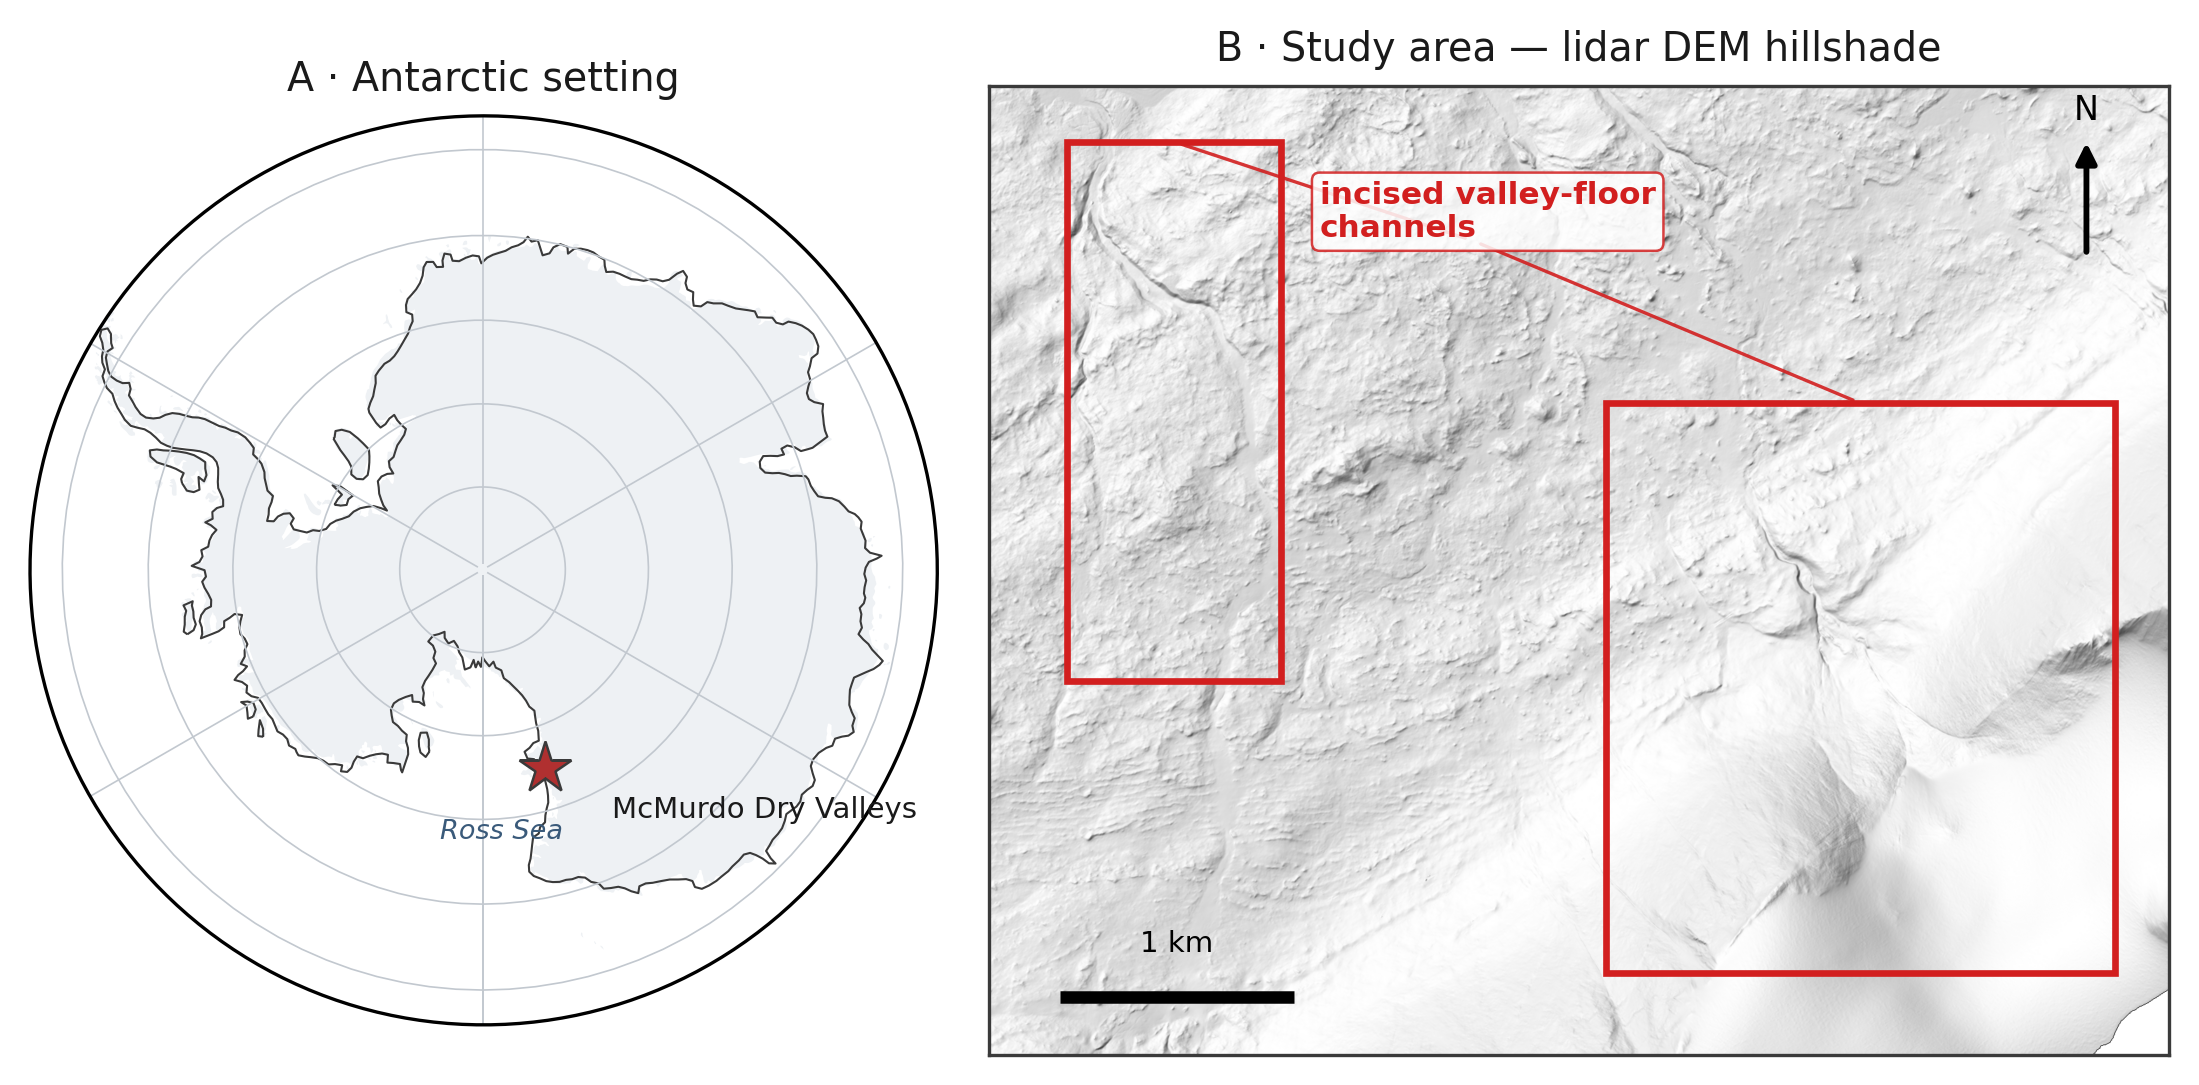 A · Antarctic setting
McMurdo Dry Valleys
Ross Sea
B · Study area — lidar DEM hillshade
N
incised valley-floor
channels
1 km